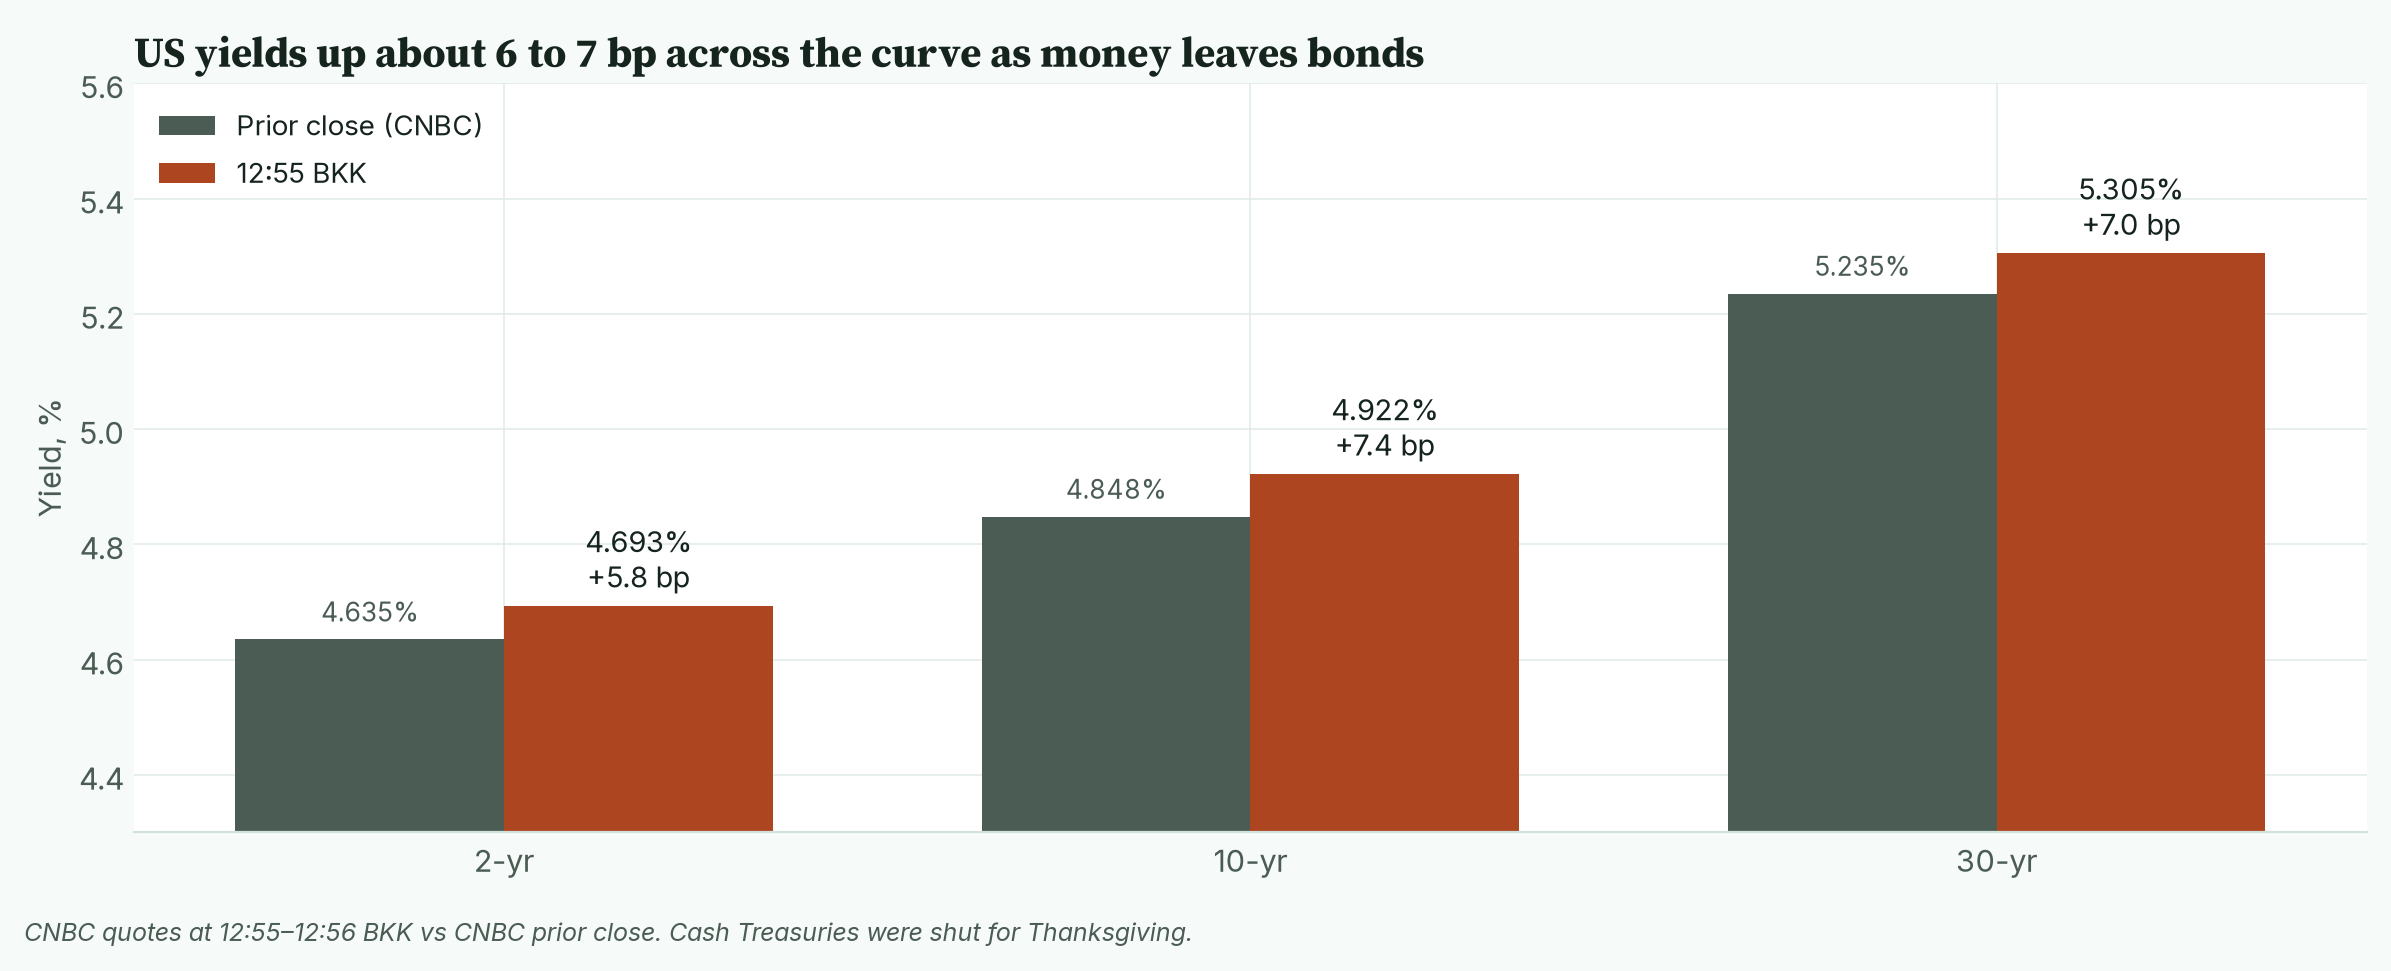 US yields up about 6 to 7 bp across the curve as money leaves bonds
Prior close (CNBC)
12:55 BKK
Yield, %
5.6
5.4
5.2
5.0
4.8
4.6
4.4
4.635%
4.693%
+5.8 bp
4.848%
4.922%
+7.4 bp
5.235%
5.305%
+7.0 bp
2-yr
10-yr
30-yr
CNBC quotes at 12:55–12:56 BKK vs CNBC prior close. Cash Treasuries were shut for Thanksgiving.